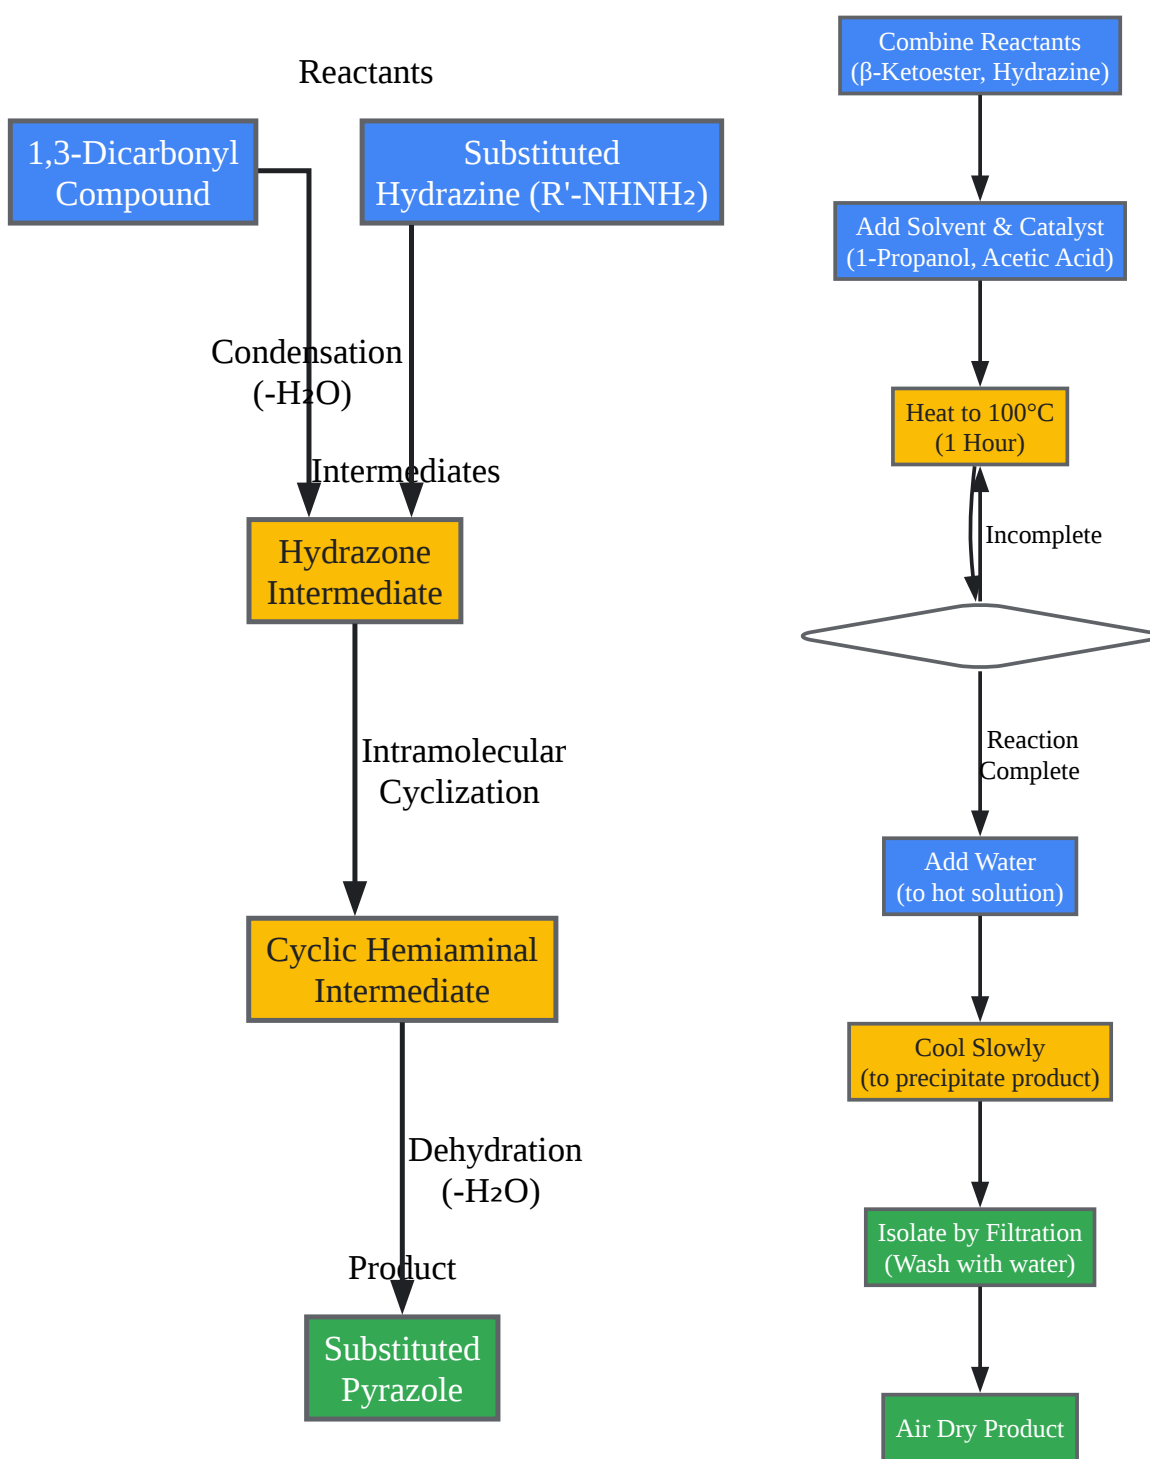 Reactants
1,3-Dicarbonyl
Compound
Substituted
Hydrazine (R'-NHNH₂)
Condensation
(-H₂O)
Intermediates
Hydrazone
Intermediate
Intramolecular
Cyclization
Cyclic Hemiaminal
Intermediate
Dehydration
(-H₂O)
Product
Substituted
Pyrazole
Combine Reactants
(β-Ketoester, Hydrazine)
Add Solvent & Catalyst
(1-Propanol, Acetic Acid)
Heat to 100°C
(1 Hour)
Incomplete
Reaction
Complete
Add Water
(to hot solution)
Cool Slowly
(to precipitate product)
Isolate by Filtration
(Wash with water)
Air Dry Product